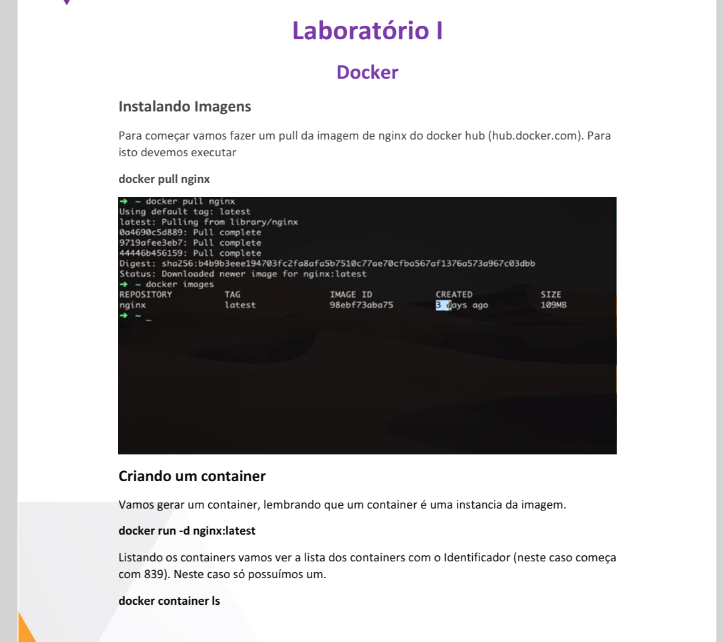 Laboratório I
Docker
Instalando Imagens
Para começar vamos fazer um pull da imagem de nginx do docker hub (hub.docker.com). Para
isto devemos executar
docker pull nginx
➜ ~ docker pull nginx
Using default tag: latest
latest: Pulling from library/nginx
0a4690c5d889: Pull complete
9719afee3eb7: Pull complete
44446b456159: Pull complete
Digest: sha256:b4b9b3eee194703fc2fa8afa5b7510c77ae70cfba567af1376a573a967c03dbb
Status: Downloaded newer image for nginx:latest
➜ ~ docker images
REPOSITORY TAG IMAGE ID CREATED SIZE
nginx latest 98ebf73aba75 3 days ago 109MB
➜ ~ _
Criando um container
Vamos gerar um container, lembrando que um container é uma instancia da imagem.
docker run -d nginx:latest
Listando os containers vamos ver a lista dos containers com o Identificador (neste caso começa
com 839). Neste caso só possuímos um.
docker container ls